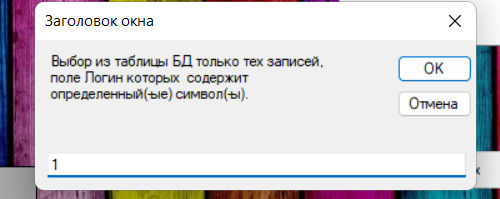 Заголовок окна
Выбор из таблицы БД только тех записей,
поле Логин которых содержит
определенный(-ые) символ(-ы).
OK
Отмена
1
х